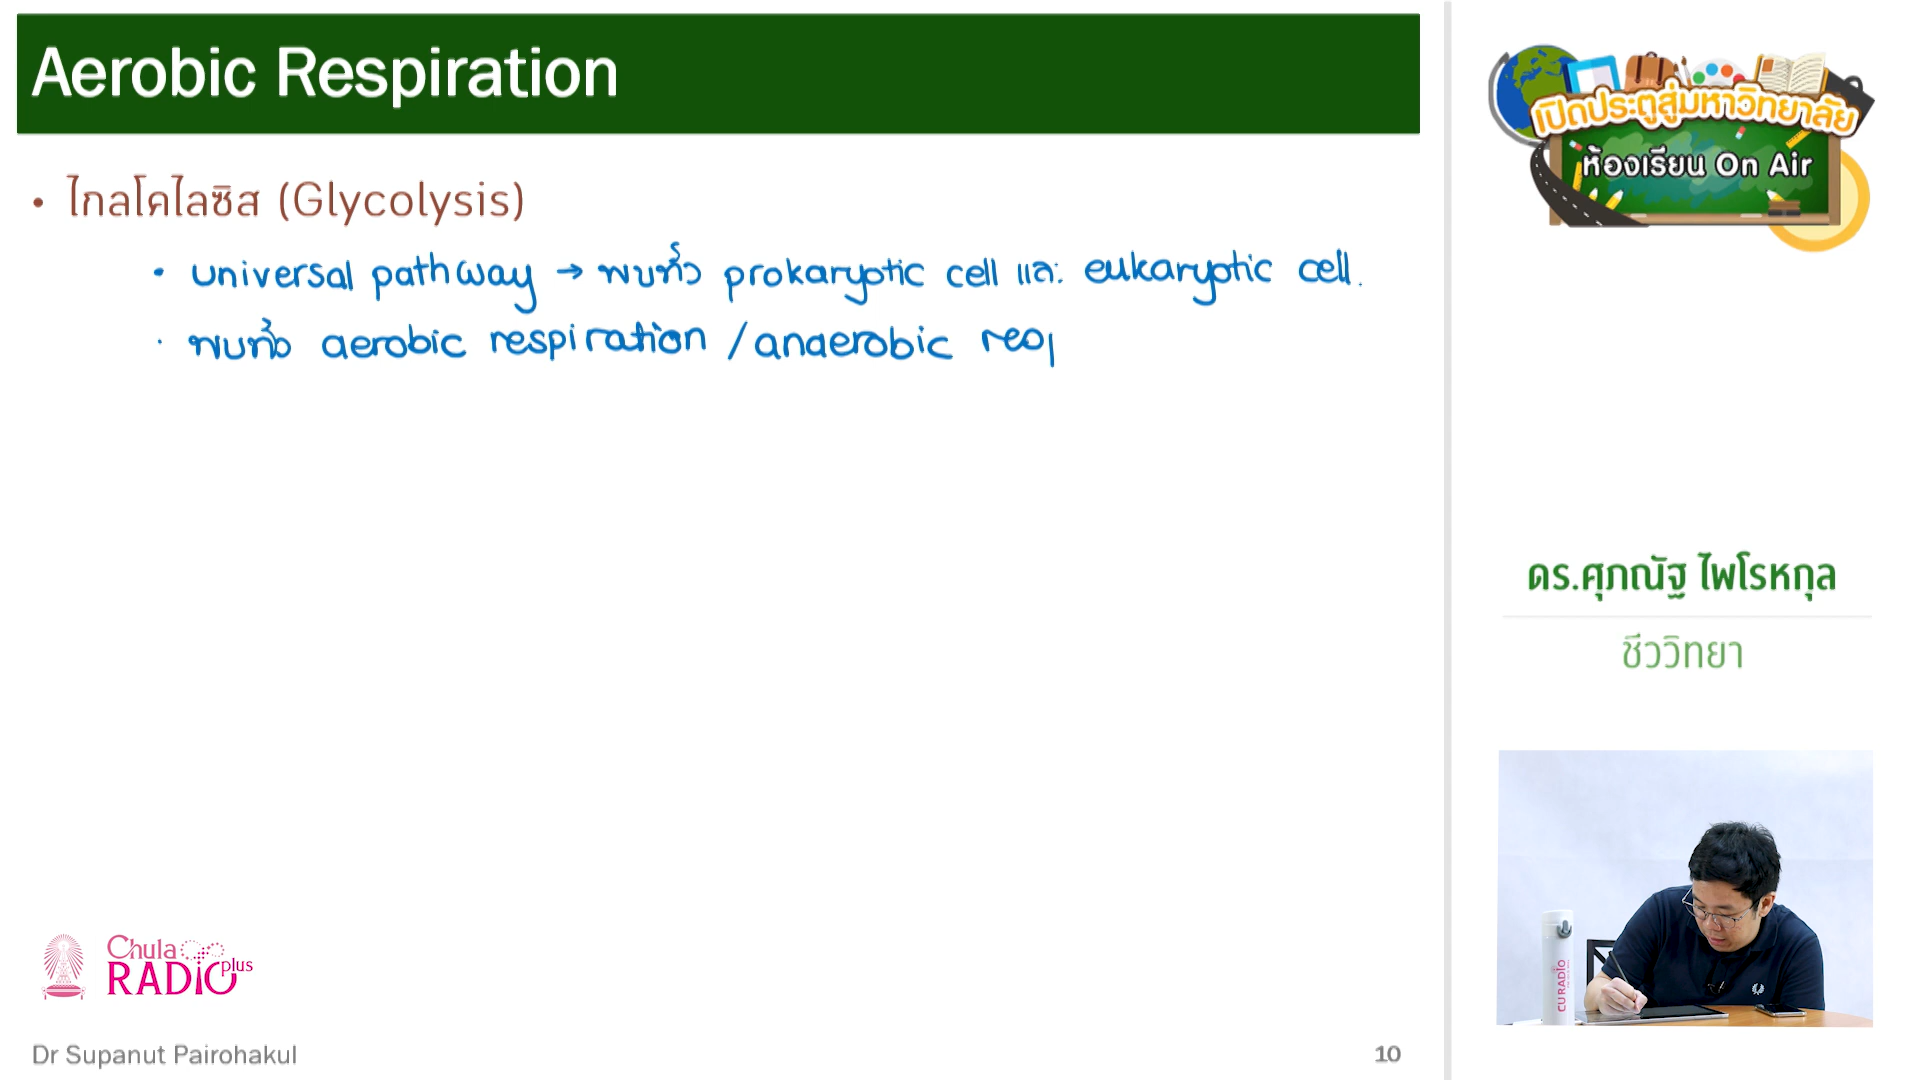 Aerobic Respiration
• ไกลโคไลซิส (Glycolysis)
• universal pathway → พบทั้ง prokaryotic cell และ eukaryotic cell.
• พบทั้ง aerobic respiration / anaerobic resp
เปิดประตูสู่มหาวิทยาลัย
ห้องเรียน On Air
ดร.ศุภณัฐ ไพโรหกุล
ชีววิทยา
CU RADIO
Chula
RADIO plus
Dr Supanut Pairohakul
10